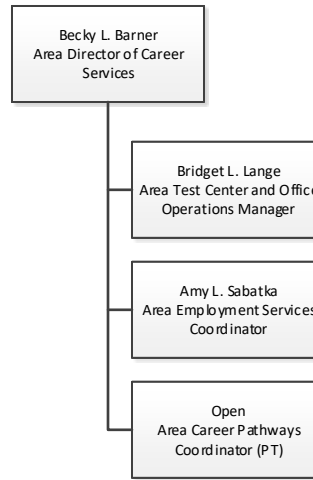 Becky L. Barner
Area Director of Career
Services
Bridget L. Lange
Area Test Center and Office
Operations Manager
Amy L. Sabatka
Area Employment Services
Coordinator
Open
Area Career Pathways
Coordinator (PT)